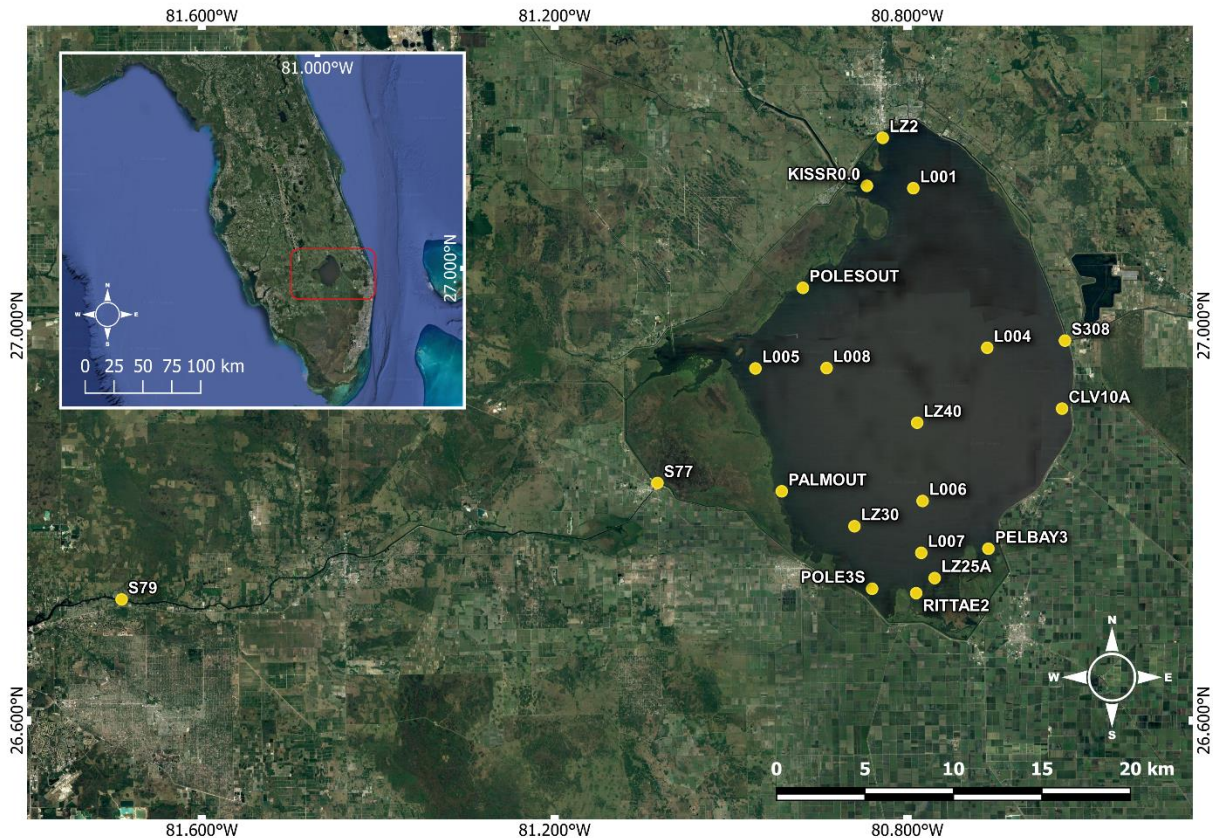 81.600°W 81.200°W 80.800°W
81.000°W
27.000°N
N
W E
S
0 25 50 75 100 km
LZ2
KISSR0.0
L001
POLESOUT
27.000°N
27.000°N
S308
L004
L005
L008
CLV10A
LZ40
S77
PALMOUT
L006
LZ30
PELBAY3
L007
LZ25A
POLE3S
RITTAE2
S79
N
W E
S
26.600°N
26.600°N
0 5 10 15 20 km
81.600°W 81.200°W 80.800°W